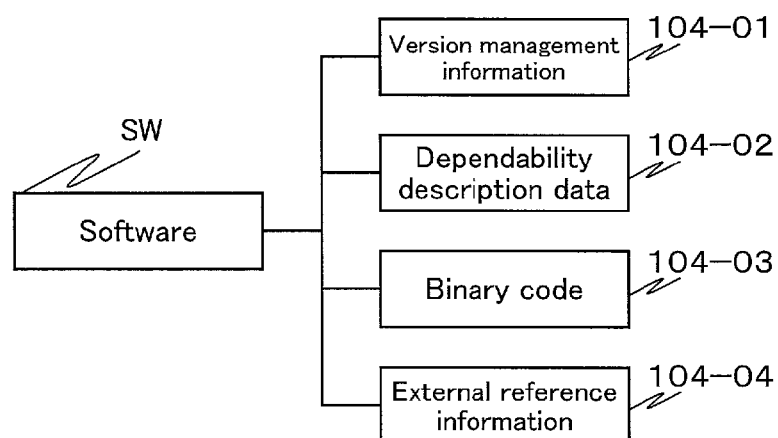 104-01
Version management
information
SW
104-02
Dependability
description data
Software
104-03
Binary code
104-04
External reference
information